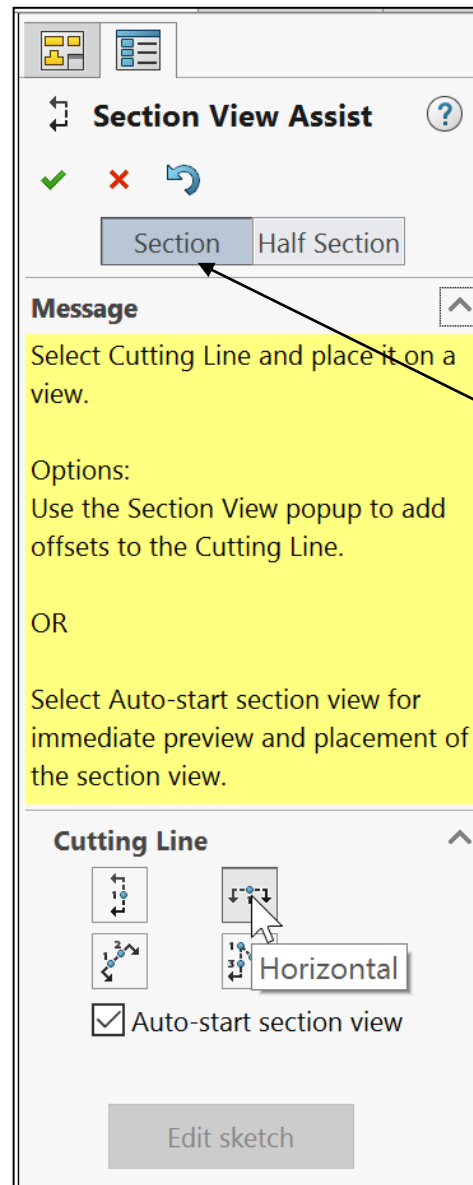 Section View Assist
?
Section Half Section
Message
Select Cutting Line and place it on a
view.
Options:
Use the Section View popup to add
offsets to the Cutting Line.
OR
Select Auto-start section view for
immediate preview and placement of
the section view.
Cutting Line
Horizontal
Auto-start section view
Edit sketch